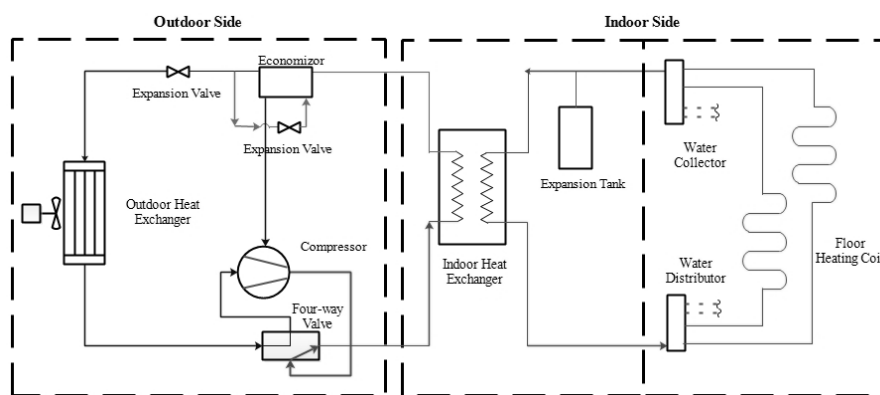 Outdoor Side
Indoor Side
Economizor
Expansion Valve
Expansion Valve
Outdoor Heat
Exchanger
Compressor
Four-way
Valve
Indoor Heat
Exchanger
Expansion Tank
Water
Collector
Water
Distributor
Floor
Heating Coi